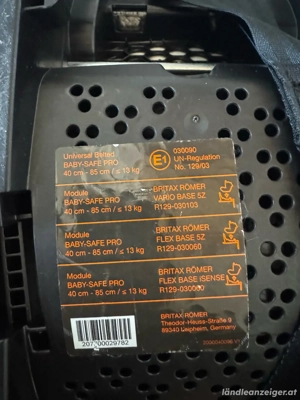 Universal Belted
BABY-SAFE PRO
40 cm - 85 cm / ≤ 13 kg
E1
030090
UN-Regulation
No. 129/03
Module
BABY-SAFE PRO
40 cm - 85 cm / ≤ 13 kg
BRITAX RÖMER
VARIO BASE 5Z
R129-030103
Module
BABY-SAFE PRO
40 cm - 85 cm / ≤ 13 kg
BRITAX RÖMER
FLEX BASE 5Z
R129-030060
Module
BABY-SAFE PRO
40 cm - 85 cm / ≤ 13 kg
BRITAX RÖMER
FLEX BASE iSENSE
R129-030060
BRITAX RÖMER
Theodor-Heuss-Straße 9
89340 Leipheim, Germany
ländleanzeiger.at